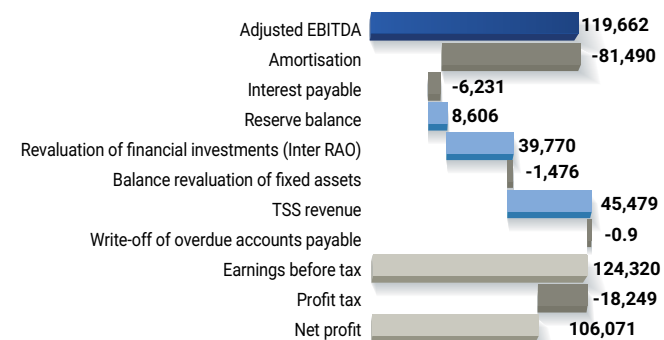 Adjusted EBITDA 119,662
Amortisation -81,490
Interest payable -6,231
Reserve balance 8,606
Revaluation of financial investments (Inter RAO) 39,770
Balance revaluation of fixed assets -1,476
TSS revenue 45,479
Write-off of overdue accounts payable -0.9
Earnings before tax 124,320
Profit tax -18,249
Net profit 106,071